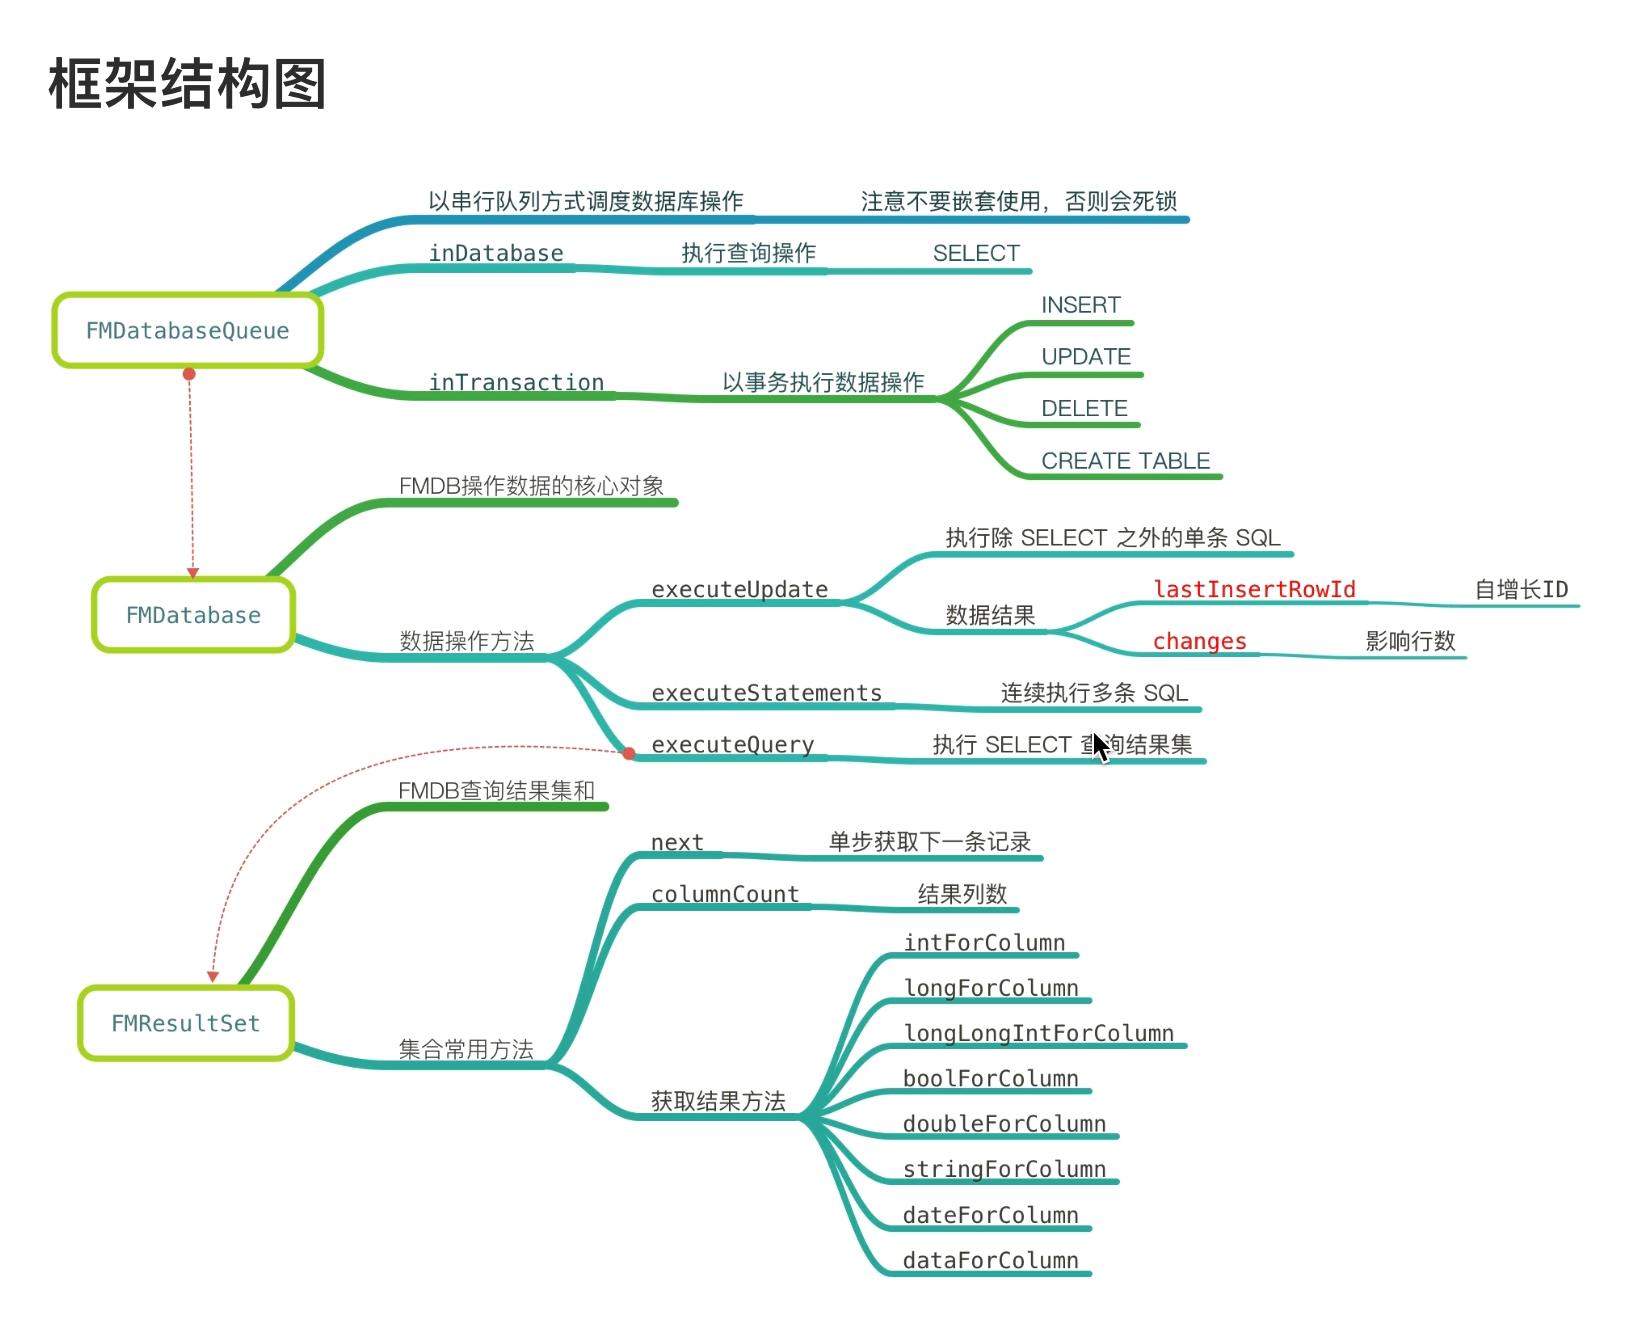 框架结构图
以串行队列方式调度数据库操作
注意不要嵌套使用，否则会死锁
inDatabase
执行查询操作
SELECT
FMDatabaseQueue
inTransaction
以事务执行数据操作
INSERT
UPDATE
DELETE
CREATE TABLE
FMDB操作数据的核心对象
FMDatabase
数据操作方法
executeUpdate
执行除 SELECT 之外的单条 SQL
数据结果
lastInsertRowId
自增长ID
changes
影响行数
executeStatements
连续执行多条 SQL
executeQuery
执行 SELECT 查询结果集
FMDB查询结果集和
FMResultSet
集合常用方法
next
单步获取下一条记录
columnCount
结果列数
获取结果方法
intForColumn
longForColumn
longLongIntForColumn
boolForColumn
doubleForColumn
stringForColumn
dateForColumn
dataForColumn